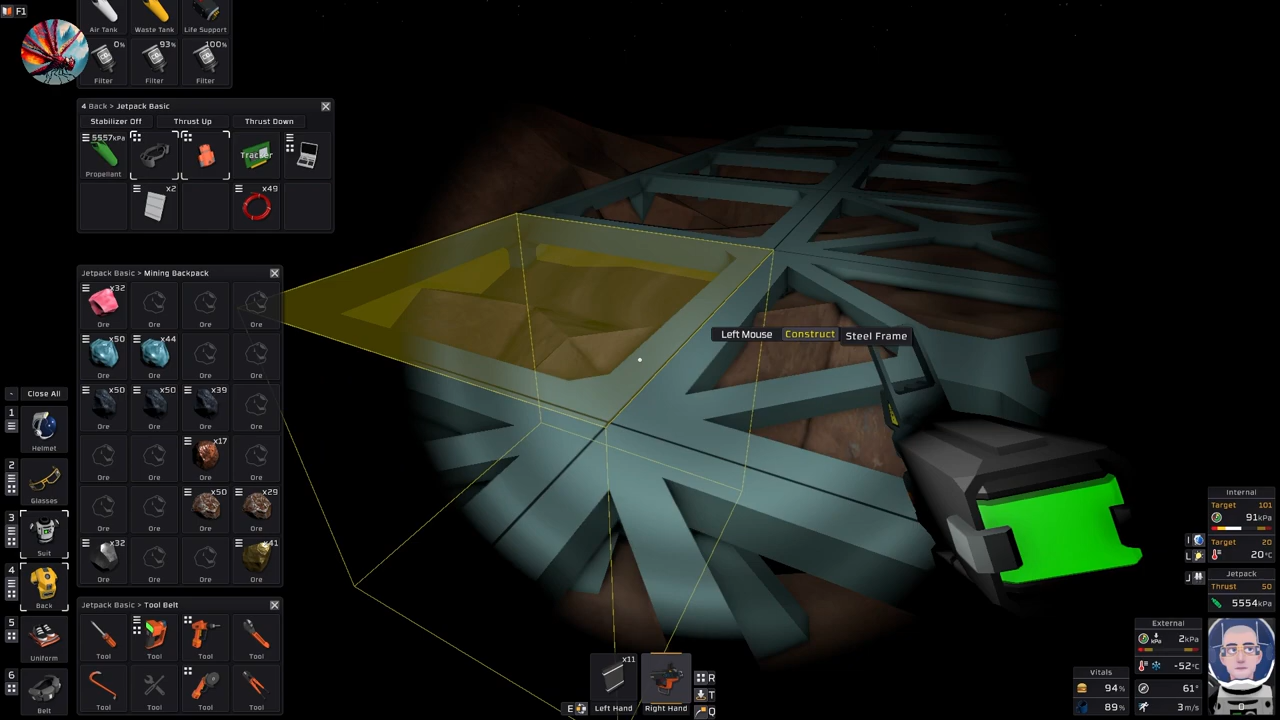 F1
Air Tank Waste Tank Life Support
0% 93% 100%
Filter Filter Filter
4 Back > Jetpack Basic
Stabilizer Off Thrust Up Thrust Down
5557kPa
Tracker
Propellant
x2 x49
Jetpack Basic > Mining Backpack
x32
Ore Ore Ore Ore
x50 x44
Ore Ore Ore Ore
x50 x50 x39
Ore Ore Ore Ore
x17
Ore Ore Ore Ore
x50 x29
Ore Ore Ore Ore
x32 x41
Ore Ore Ore Ore
Jetpack Basic > Tool Belt
Tool Tool Tool Tool
Tool Tool Tool Tool
- Close All
1
Helmet
2
Glasses
3
Suit
4
Back
5
Uniform
6
Belt
Left Mouse Construct Steel Frame
x11
E Left Hand Right Hand
R
T
Q
Internal
Target 101
91kPa
Target 20
20°C
I
L
J
Jetpack
Thrust 50
5554kPa
External
kPa 2kPa
-52°C
61°
3m/s
Vitals
94%
89%
0